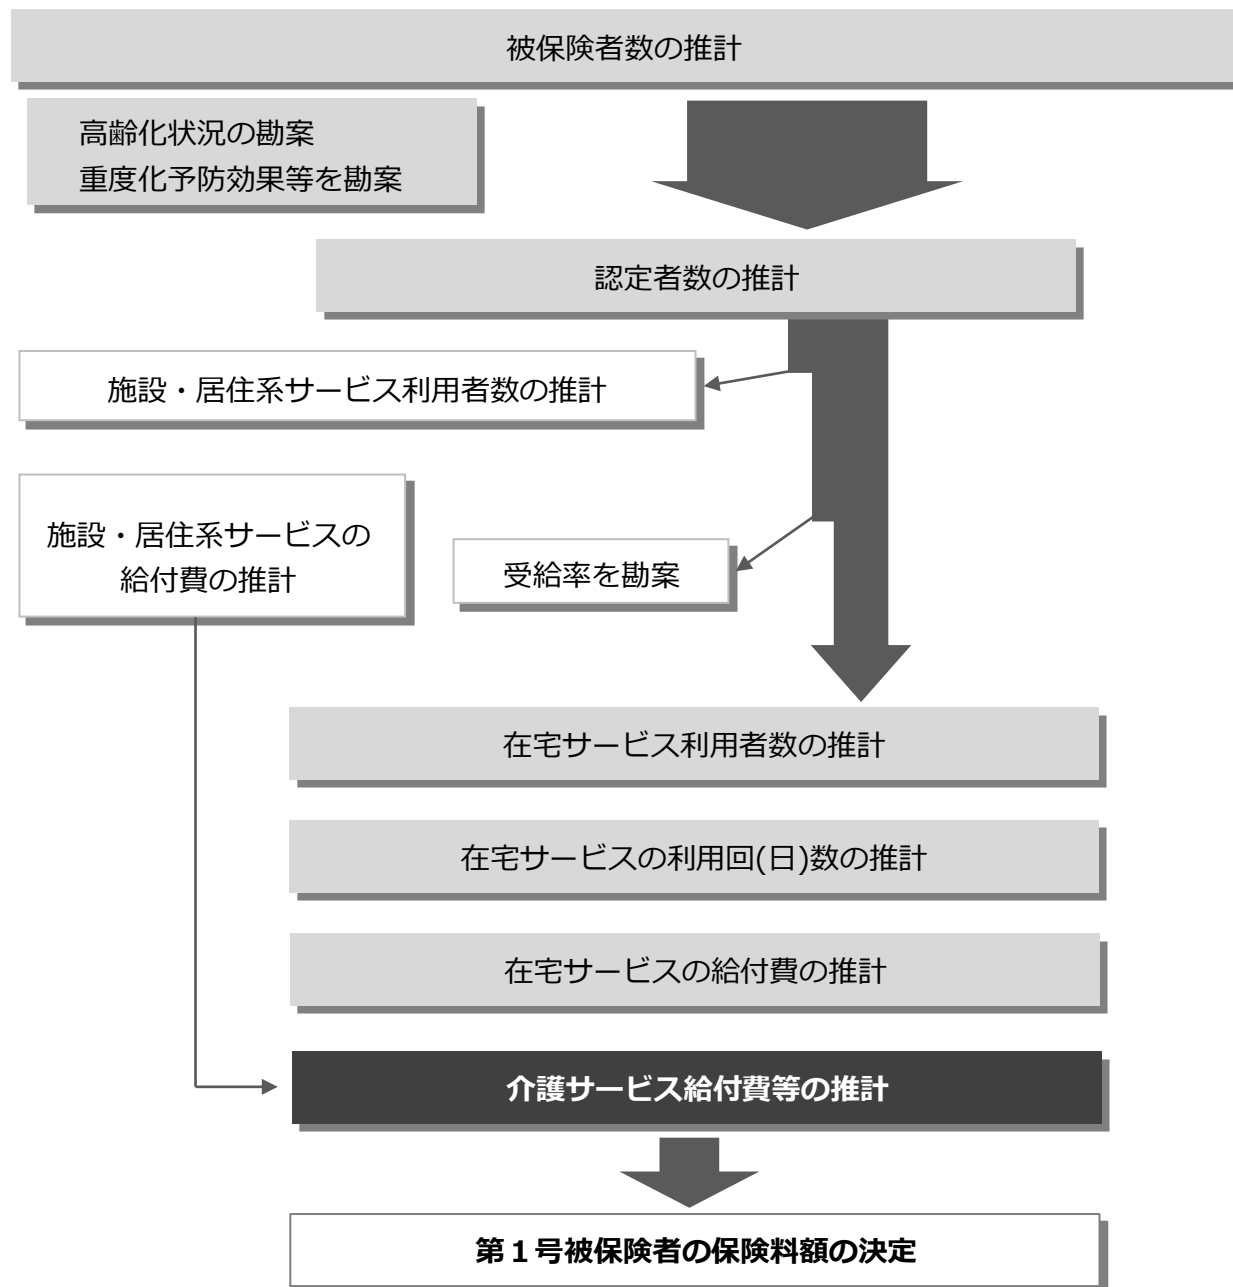 被保険者数の推計
高齢化状況の勘案
重度化予防効果等を勘案
認定者数の推計
施設・居住系サービス利用者数の推計
施設・居住系サービスの
給付費の推計
受給率を勘案
在宅サービス利用者数の推計
在宅サービスの利用回(日)数の推計
在宅サービスの給付費の推計
介護サービス給付費等の推計
第１号被保険者の保険料額の決定